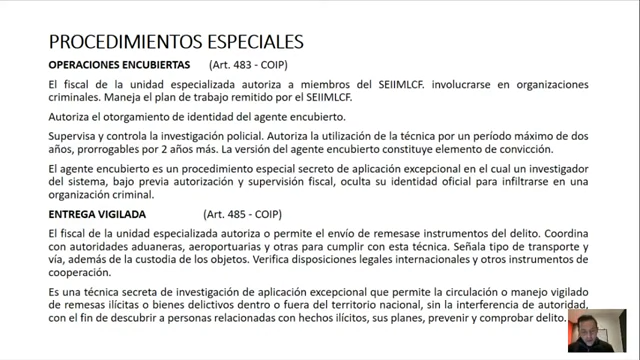 PROCEDIMIENTOS ESPECIALES
OPERACIONES ENCUBIERTAS (Art. 483 - COIP)
El fiscal de la unidad especializada autoriza a miembros del SEIIMLCF. involucrarse en organizaciones
criminales. Maneja el plan de trabajo remitido por el SEIIMLCF.
Autoriza el otorgamiento de identidad del agente encubierto.
Supervisa y controla la investigación policial. Autoriza la utilización de la técnica por un período máximo de dos
años, prorrogables por 2 años más. La versión del agente encubierto constituye elemento de convicción.
El agente encubierto es un procedimiento especial secreto de aplicación excepcional en el cual un investigador
del sistema, bajo previa autorización y supervisión fiscal, oculta su identidad oficial para infiltrarse en una
organización criminal.
ENTREGA VIGILADA (Art. 485 - COIP)
El fiscal de la unidad especializada autoriza o permite el envío de remesase instrumentos del delito. Coordina
con autoridades aduaneras, aeroportuarias y otras para cumplir con esta técnica. Señala tipo de transporte y
vía, además de la custodia de los objetos. Verifica disposiciones legales internacionales y otros instrumentos de
cooperación.
Es una técnica secreta de investigación de aplicación excepcional que permite la circulación o manejo vigilado
de remesas ilícitas o bienes delictivos dentro o fuera del territorio nacional, sin la interferencia de autoridad,
con el fin de descubrir a personas relacionadas con hechos ilícitos, sus planes, prevenir y comprobar delito.